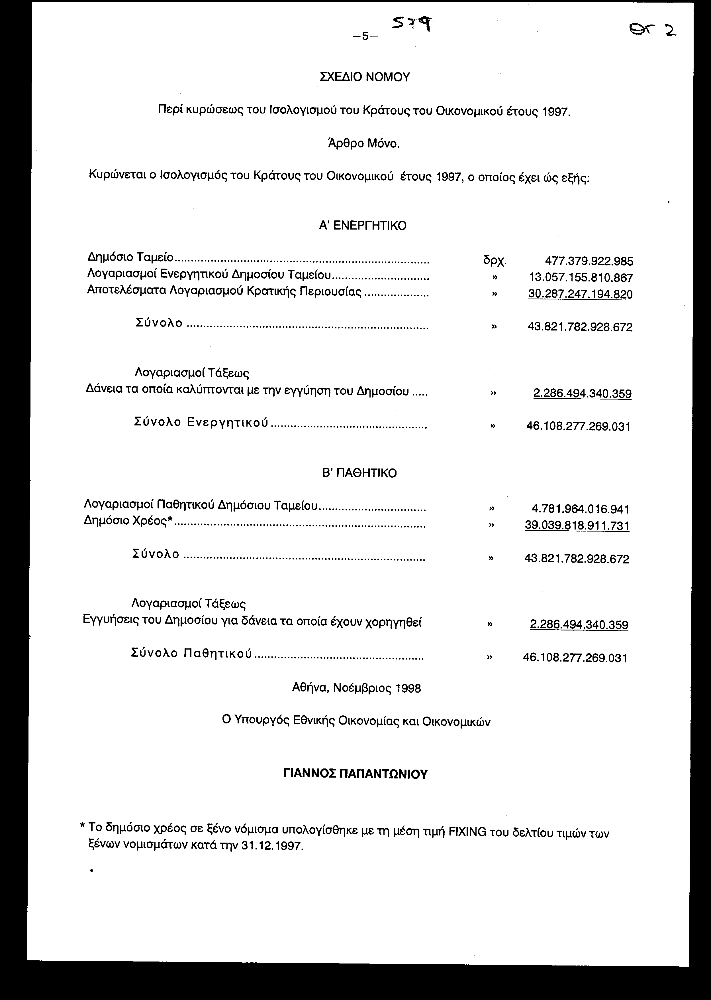 579
–5–
ΣΧΕΔΙΟ ΝΟΜΟΥ
Περί κυρώσεως του Ισολογισμού του Κράτους του Οικονομικού έτους 1997.
Άρθρο Μόνο.
Κυρώνεται ο Ισολογισμός του Κράτους του Οικονομικού έτους 1997, ο οποίος έχει ώς εξής:
Α’ ΕΝΕΡΓΗΤΙΚΟ
Δημόσιο Ταμείο.......... δρχ. 477.379.922.985
Λογαριασμοί Ενεργητικού Δημοσίου Ταμείου.......... » 13.057.155.810.867
Αποτελέσματα Λογαριασμού Κρατικής Περιουσίας.......... » 30.287.247.194.820
Σύνολο.......... » 43.821.782.928.672
Λογαριασμοί Τάξεως
Δάνεια τα οποία καλύπτονται με την εγγύηση του Δημοσίου..... » 2.286.494.340.359
Σύνολο Ενεργητικού.......... » 46.108.277.269.031
Β’ ΠΑΘΗΤΙΚΟ
Λογαριασμοί Παθητικού Δημόσιου Ταμείου.......... » 4.781.964.016.941
Δημόσιο Χρέος*.......... » 39.039.818.911.731
Σύνολο.......... » 43.821.782.928.672
Λογαριασμοί Τάξεως
Εγγυήσεις του Δημοσίου για δάνεια τα οποία έχουν χορηγηθεί » 2.286.494.340.359
Σύνολο Παθητικού.......... » 46.108.277.269.031
Αθήνα, Νοέμβριος 1998
Ο Υπουργός Εθνικής Οικονομίας και Οικονομικών
ΓΙΑΝΝΟΣ ΠΑΠΑΝΤΩΝΙΟΥ
* Το δημόσιο χρέος σε ξένο νόμισμα υπολογίσθηκε με τη μέση τιμή FIXING του δελτίου τιμών των
ξένων νομισμάτων κατά την 31.12.1997.